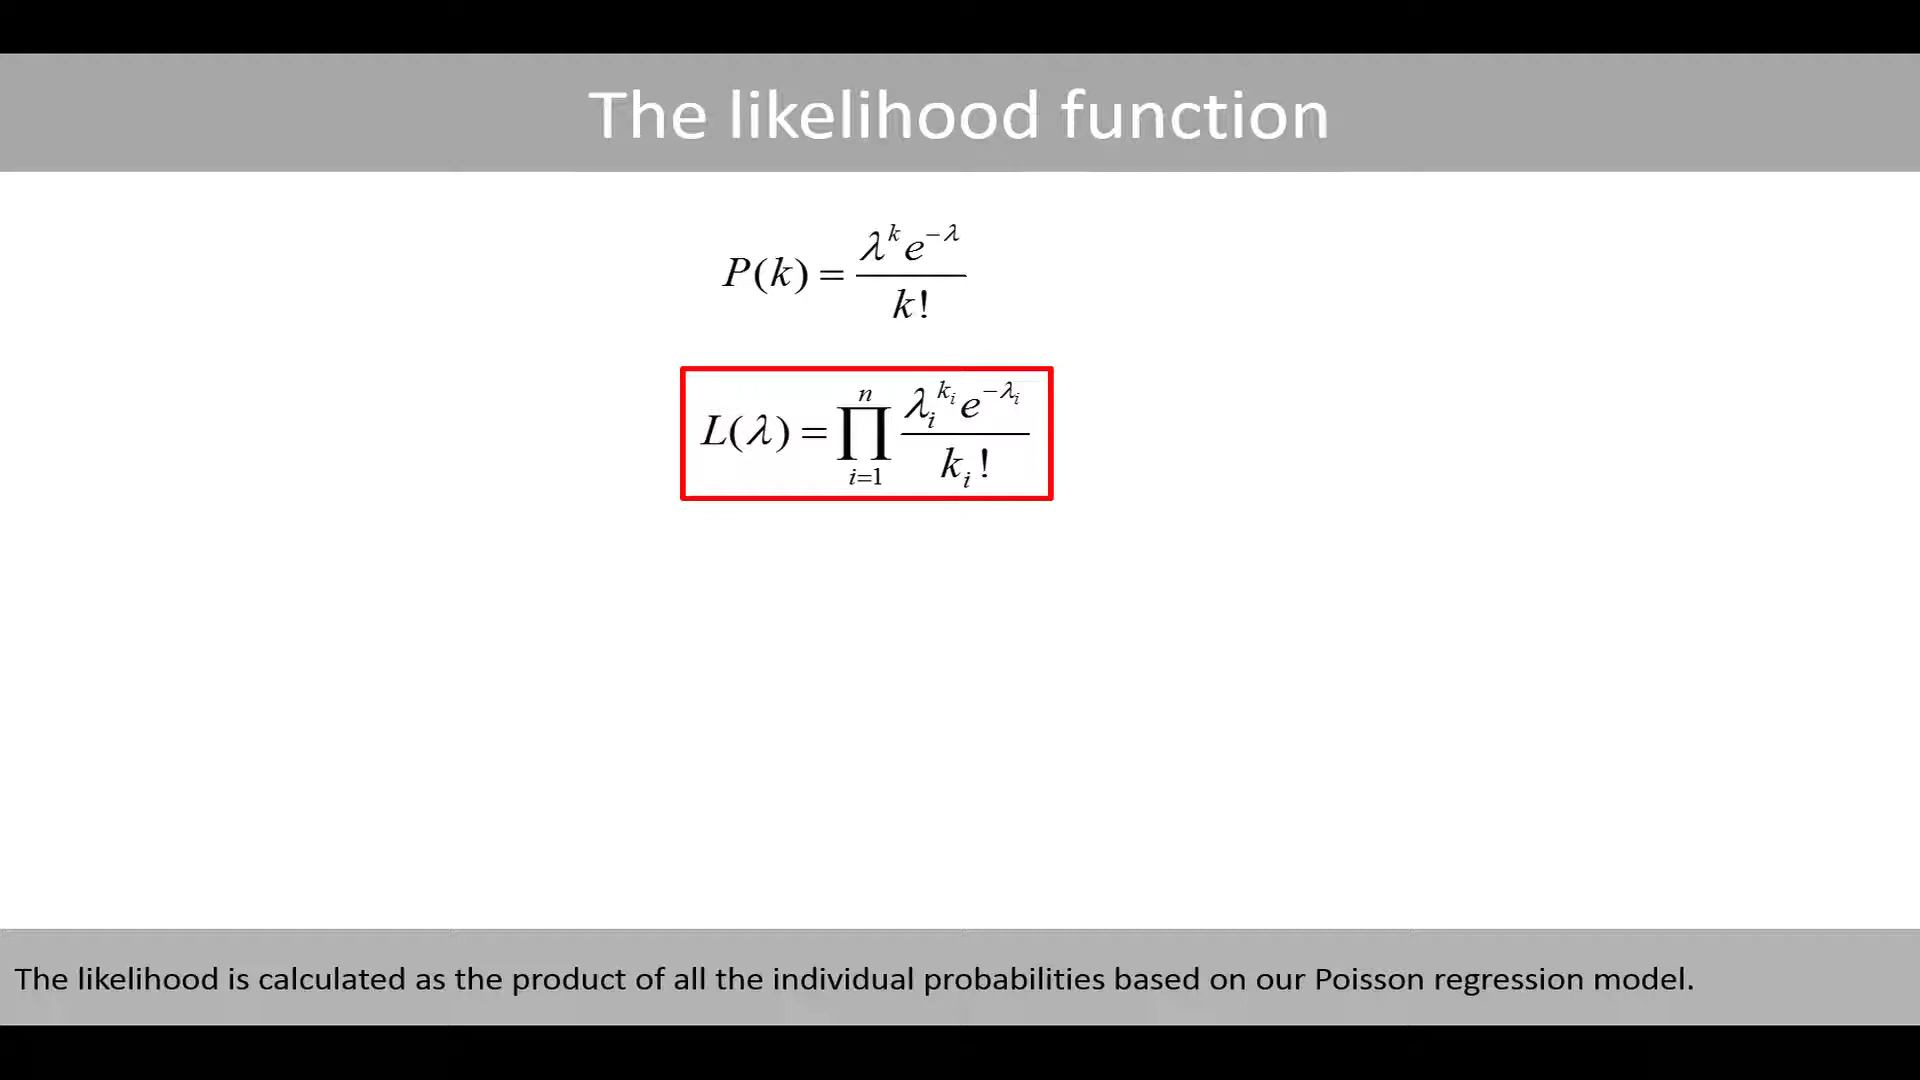 The likelihood function
P(k) = λ^k e^{−λ} / k!
L(λ) = ∏_{i=1}^{n} λ_i^{k_i} e^{−λ_i} / k_i!
The likelihood is calculated as the product of all the individual probabilities based on our Poisson regression model.